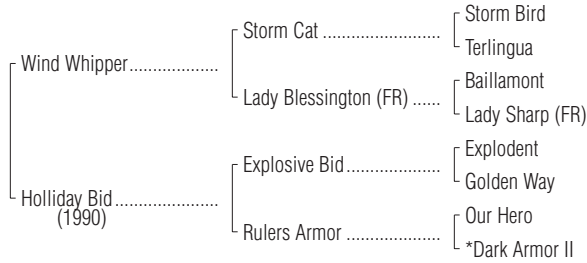 Storm Bird
Storm Cat ........................
Terlingua
Wind Whipper...................
Baillamont
Lady Blessington (FR) ......
Lady Sharp (FR)
Explodent
Explosive Bid....................
Golden Way
Holliday Bid......................
(1990)
Our Hero
Rulers Armor ....................
*Dark Armor II